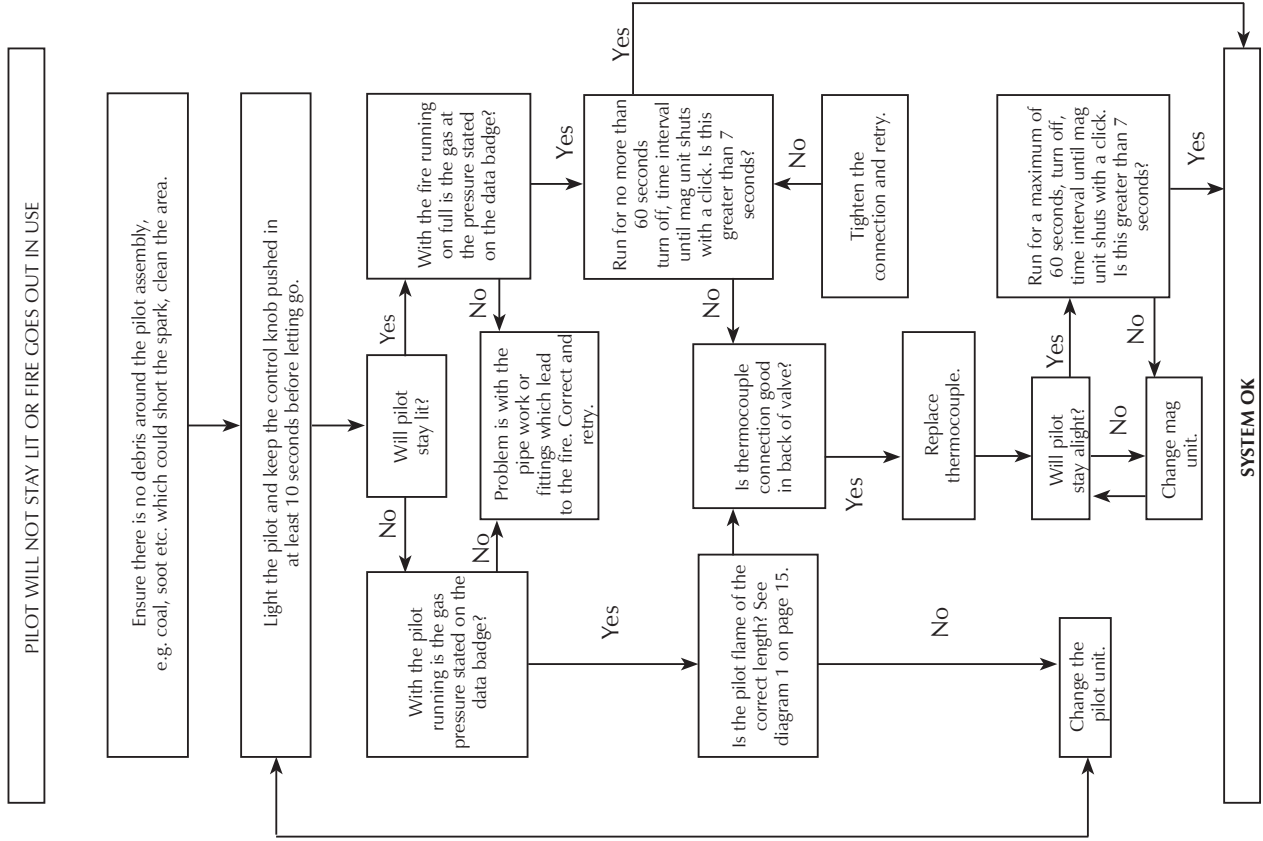 PILOT WILL NOT STAY LIT OR FIRE GOES OUT IN USE
Ensure there is no debris around the pilot assembly,
e.g. coal, soot etc. which could short the spark, clean the area.
Light the pilot and keep the control knob pushed in
at least 10 seconds before letting go.
Will pilot
stay lit?
No
Yes
With the pilot
running is the gas
pressure stated on the
data badge?
With the fire running
on full is the gas at
the pressure stated
on the data badge?
No
No
Problem is with the
pipe work or
fittings which lead
to the fire. Correct and
retry.
Yes
Yes
Run for no more than
60 seconds
turn off, time interval
until mag unit shuts
with a click. Is this
greater than 7
seconds?
Yes
No
Is the pilot flame of the
correct length? See
diagram 1 on page 15.
Is thermocouple
connection good
in back of valve?
No
Tighten the
connection and retry.
Yes
Replace
thermocouple.
No
Will pilot
stay alight?
Yes
Run for a maximum of
60 seconds, turn off,
time interval until mag
unit shuts with a click.
Is this greater than 7
seconds?
No
No
Change the
pilot unit.
Change mag
unit.
Yes
SYSTEM OK